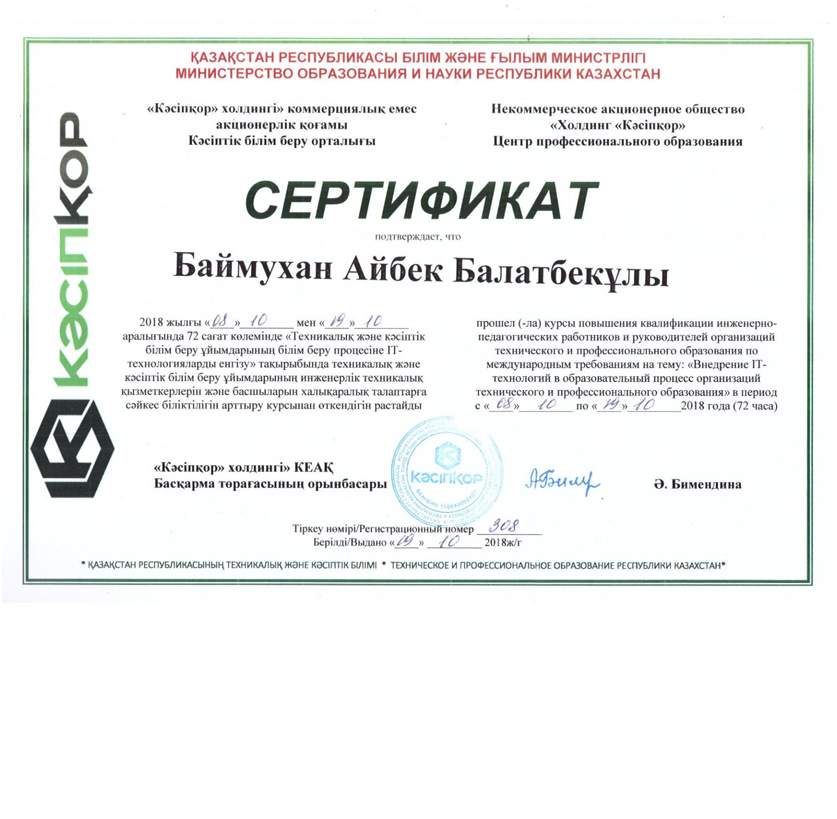 ҚАЗАҚСТАН РЕСПУБЛИКАСЫ БІЛІМ ЖӘНЕ ҒЫЛЫМ МИНИСТРЛІГІ
МИНИСТЕРСТВО ОБРАЗОВАНИЯ И НАУКИ РЕСПУБЛИКИ КАЗАХСТАН
«Кәсіпқор» холдингі» коммерциялық емес
акционерлік қоғамы
Кәсіптік білім беру орталығы
Некоммерческое акционерное общество
«Холдинг «Кәсіпқор»
Центр профессионального образования
КәСІПҚОР
СЕРТИФИКАТ
подтверждает, что
Баймухан Айбек Балатбекұлы
2018 жылғы «08» 10 мен «19» 10
аралығында 72 сағат көлемінде «Техникалық және кәсіптік
білім беру ұйымдарының білім беру процесіне IT-
технологияларды енгізу» тақырыбында техникалық және
кәсіптік білім беру ұйымдарының инженерлік техникалық
қызметкерлерін және басшыларын халықаралық талаптарға
сәйкес біліктілігін арттыру курсынан өткендігін растайды
прошел (-ла) курсы повышения квалификации инженерно-
педагогических работников и руководителей организаций
технического и профессионального образования по
международным требованиям на тему: «Внедрение IT-
технологий в образовательный процесс организаций
технического и профессионального образования» в период
с « 08 » 10 по « 19 » 10 2018 года (72 часа)
«Кәсіпқор» холдингі» КЕАҚ
Басқарма төрағасының орынбасары
КәСІПҚОР
Ә. Бимендина
Тіркеу нөмірі/Регистрационный номер 308
Берілді/Выдано «19» 10 2018ж/г
* ҚАЗАҚСТАН РЕСПУБЛИКАСЫНЫҢ ТЕХНИКАЛЫҚ ЖӘНЕ КӘСІПТІК БІЛІМІ * ТЕХНИЧЕСКОЕ И ПРОФЕССИОНАЛЬНОЕ ОБРАЗОВАНИЕ РЕСПУБЛИКИ КАЗАХСТАН*